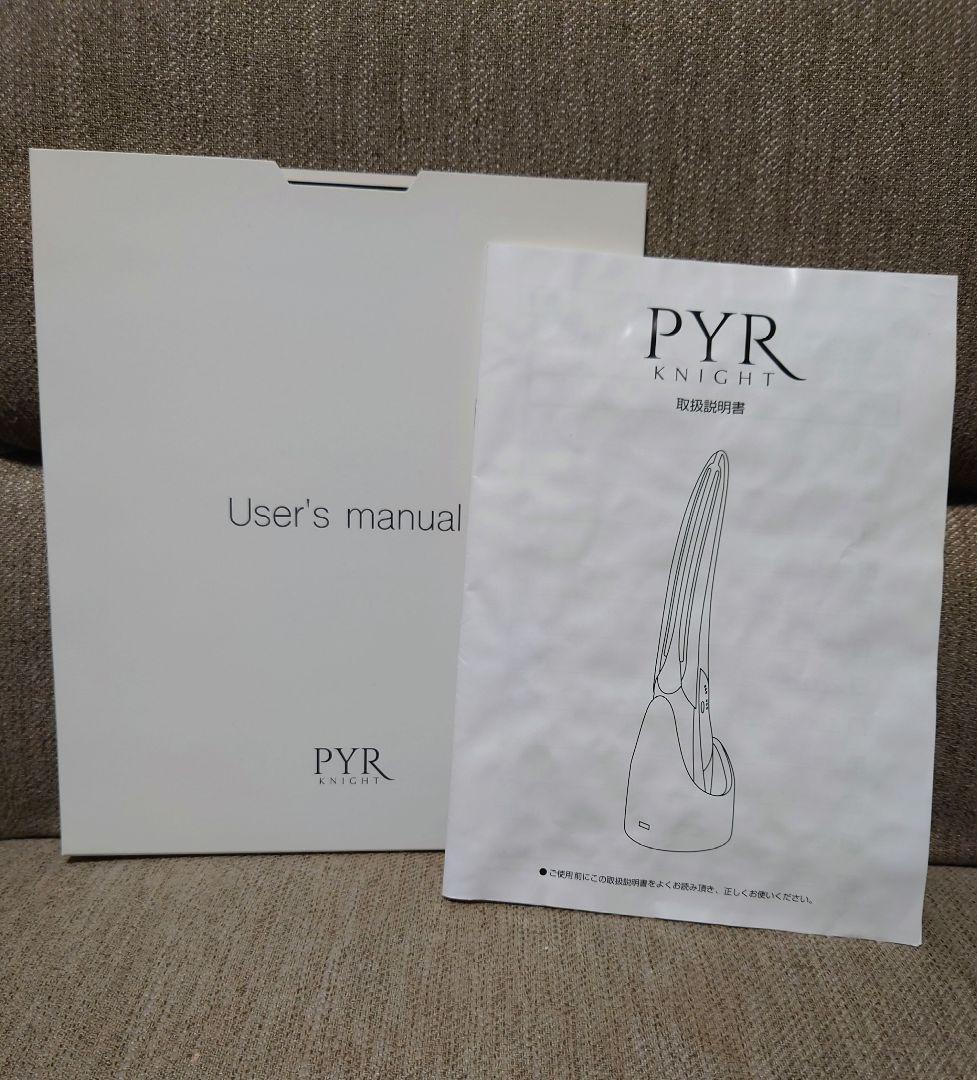 User's manual
PYR
KNIGHT
PYR
KNIGHT
取扱説明書
●ご使用前にこの取扱説明書をよくお読み頂き、正しくお使いください。